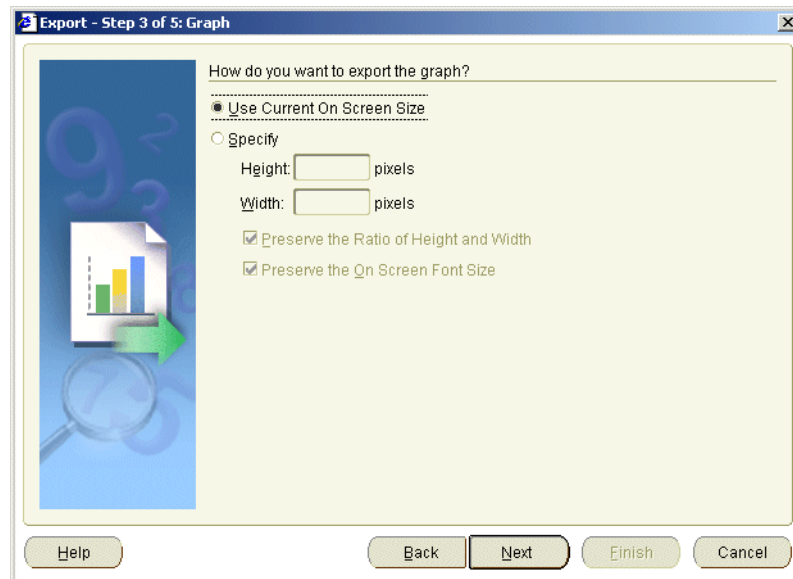 Export - Step 3 of 5: Graph
How do you want to export the graph?
Use Current On Screen Size
Specify
Height: pixels
Width: pixels
Preserve the Ratio of Height and Width
Preserve the On Screen Font Size
Help Back Next Finish Cancel